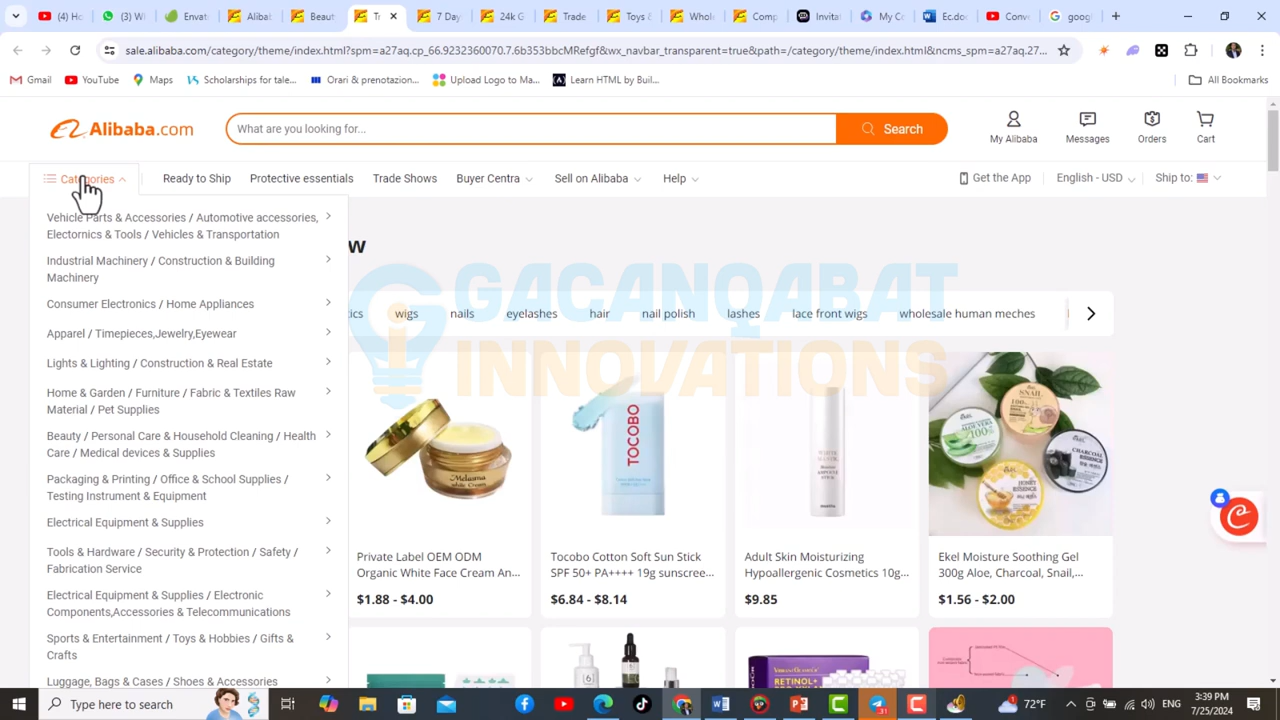 (4) Ho
(3) W
Envat
Alibal
Beaut
Tr
7 Day
24k G
Trade
Toys &
Whol
Comp
Invitat
My Co
Ec.doc
Conve
goog
sale.alibaba.com/category/theme/index.html?spm=a27aq.cp_66.9232360070.7.6b353bbcMRefgf&wx_navbar_transparent=true&path=/category/theme/index.html&ncms_spm=a27aq.27...
Gmail
YouTube
Maps
Scholarships for tale...
Orari & prenotazion...
Upload Logo to Ma...
Learn HTML by Buil...
All Bookmarks
Alibaba.com
What are you looking for...
Search
My Alibaba
Messages
Orders
Cart
Categories
Ready to Ship
Protective essentials
Trade Shows
Buyer Centra
Sell on Alibaba
Help
Get the App
English - USD
Ship to:
Vehicle Parts & Accessories / Automotive accessories,
Electornics & Tools / Vehicles & Transportation
Industrial Machinery / Construction & Building
Machinery
Consumer Electronics / Home Appliances
Apparel / Timepieces,Jewelry,Eyewear
Lights & Lighting / Construction & Real Estate
Home & Garden / Furniture / Fabric & Textiles Raw
Material / Pet Supplies
Beauty / Personal Care & Household Cleaning / Health
Care / Medical devices & Supplies
Packaging & Printing / Office & School Supplies /
Testing Instrument & Equipment
Electrical Equipment & Supplies
Tools & Hardware / Security & Protection / Safety /
Fabrication Service
Electrical Equipment & Supplies / Electronic
Components,Accessories & Telecommunications
Sports & Entertainment / Toys & Hobbies / Gifts &
Crafts
Luggage, Bags & Cases / Shoes & Accessories
w
GACANQABAT
INNOVATIONS
tics
wigs
nails
eyelashes
hair
nail polish
lashes
lace front wigs
wholesale human meches
Melasma
TOCOBO
SNAIL
100%
CHARCOAL
Private Label OEM ODM
Organic White Face Cream An...
$1.88 - $4.00
Tocobo Cotton Soft Sun Stick
SPF 50+ PA++++ 19g sunscree...
$6.84 - $8.14
Adult Skin Moisturizing
Hypoallergenic Cosmetics 10g...
$9.85
Ekel Moisture Soothing Gel
300g Aloe, Charcoal, Snail,...
$1.56 - $2.00
RETINOL+
Type here to search
31
72°F
ENG
3:39 PM
7/25/2024